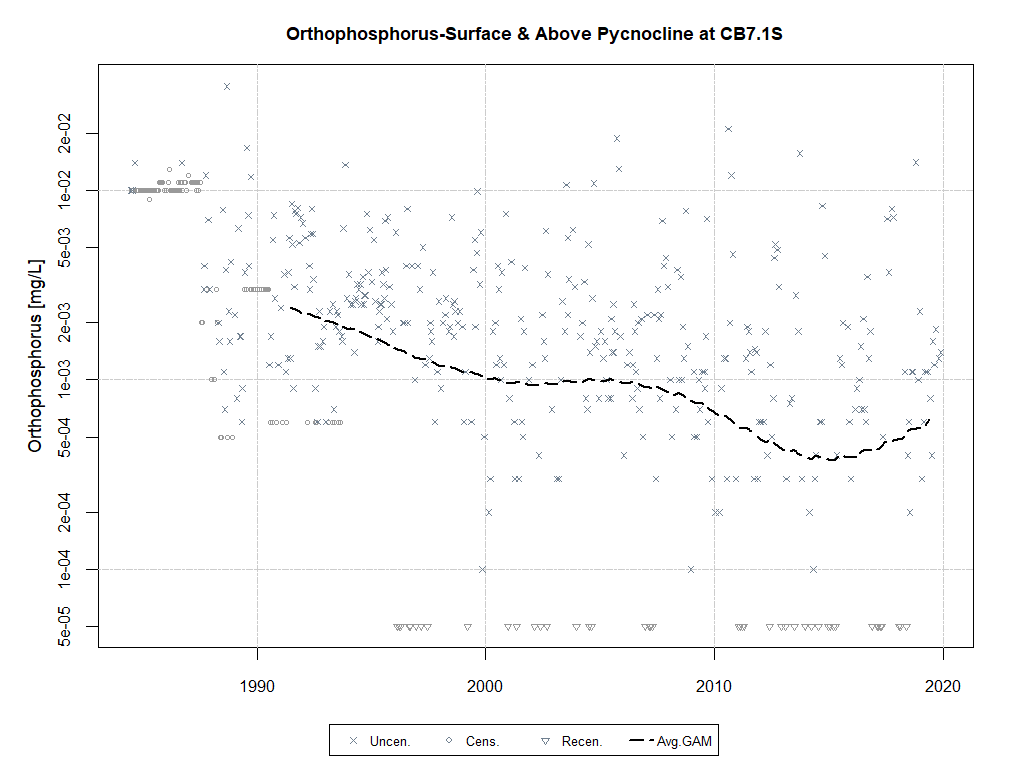 Orthophosphorus-Surface & Above Pycnocline at CB7.1S
Orthophosphorus [mg/L]
2e-02
1e-02
5e-03
2e-03
1e-03
5e-04
2e-04
1e-04
5e-05
1990 2000 2010 2020
Uncen. Cens. Recen. Avg.GAM